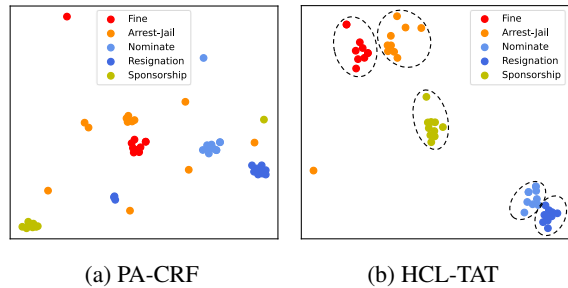 Fine
Arrest-Jail
Nominate
Resignation
Sponsorship
Fine
Arrest-Jail
Nominate
Resignation
Sponsorship
(a) PA-CRF
(b) HCL-TAT